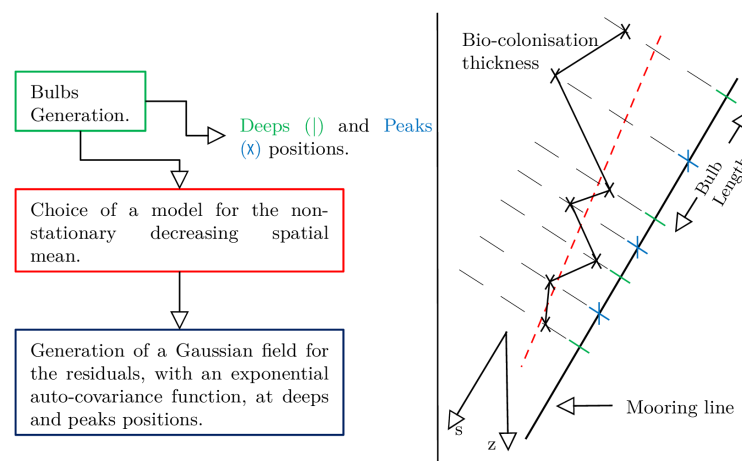 Bulbs
Generation.
Deeps (|) and Peaks
(x) positions.
Choice of a model for the non-
stationary decreasing spatial
mean.
Generation of a Gaussian field for
the residuals, with an exponential
auto-covariance function, at deeps
and peaks positions.
Bio-colonisation
thickness
Bulb
Length
Mooring line
s
z